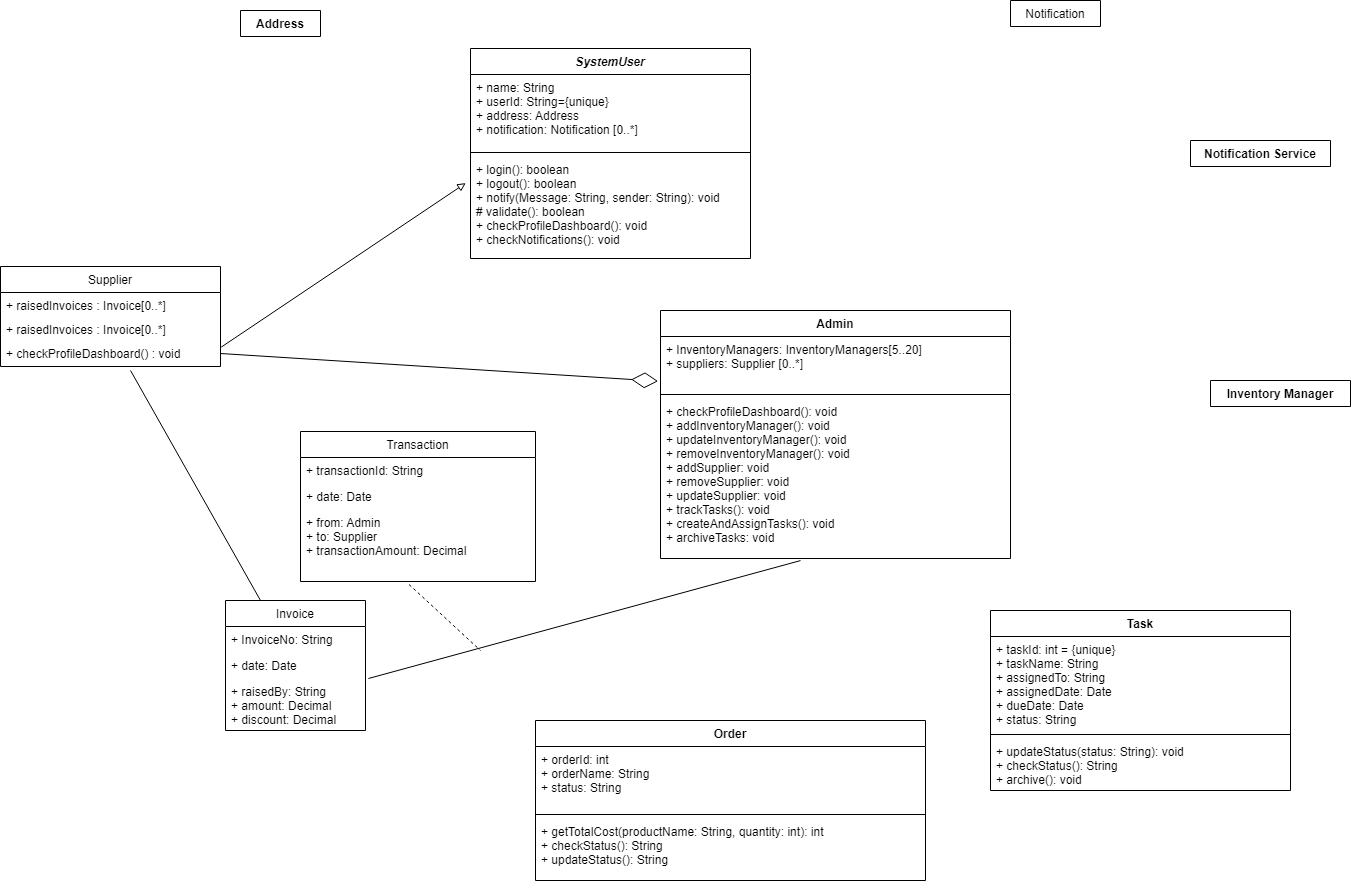 Address
Notification
SystemUser
+ name: String
+ userId: String={unique}
+ address: Address
+ notification: Notification [0..*]
+ login(): boolean
+ logout(): boolean
+ notify(Message: String, sender: String): void
# validate(): boolean
+ checkProfileDashboard(): void
+ checkNotifications(): void
Notification Service
Supplier
+ raisedInvoices : Invoice[0..*]
+ raisedInvoices : Invoice[0..*]
+ checkProfileDashboard() : void
Admin
+ InventoryManagers: InventoryManagers[5..20]
+ suppliers: Supplier [0..*]
+ checkProfileDashboard(): void
+ addInventoryManager(): void
+ updateInventoryManager(): void
+ removeInventoryManager(): void
+ addSupplier: void
+ removeSupplier: void
+ updateSupplier: void
+ trackTasks(): void
+ createAndAssignTasks(): void
+ archiveTasks: void
Inventory Manager
Transaction
+ transactionId: String
+ date: Date
+ from: Admin
+ to: Supplier
+ transactionAmount: Decimal
Invoice
+ InvoiceNo: String
+ date: Date
+ raisedBy: String
+ amount: Decimal
+ discount: Decimal
Task
+ taskId: int = {unique}
+ taskName: String
+ assignedTo: String
+ assignedDate: Date
+ dueDate: Date
+ status: String
+ updateStatus(status: String): void
+ checkStatus(): String
+ archive(): void
Order
+ orderId: int
+ orderName: String
+ status: String
+ getTotalCost(productName: String, quantity: int): int
+ checkStatus(): String
+ updateStatus(): String